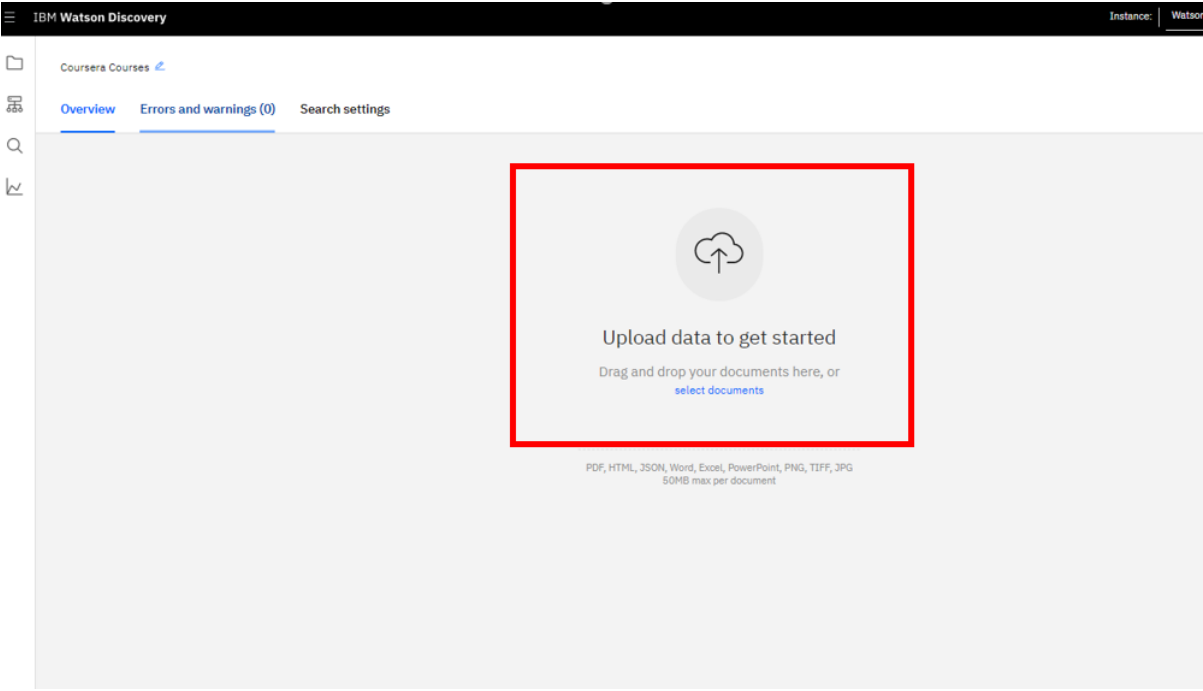 IBM Watson Discovery
Instance:
Watson
Coursera Courses
Overview
Errors and warnings (0)
Search settings
Upload data to get started
Drag and drop your documents here, or
select documents
PDF, HTML, JSON, Word, Excel, PowerPoint, PNG, TIFF, JPG
50MB max per document